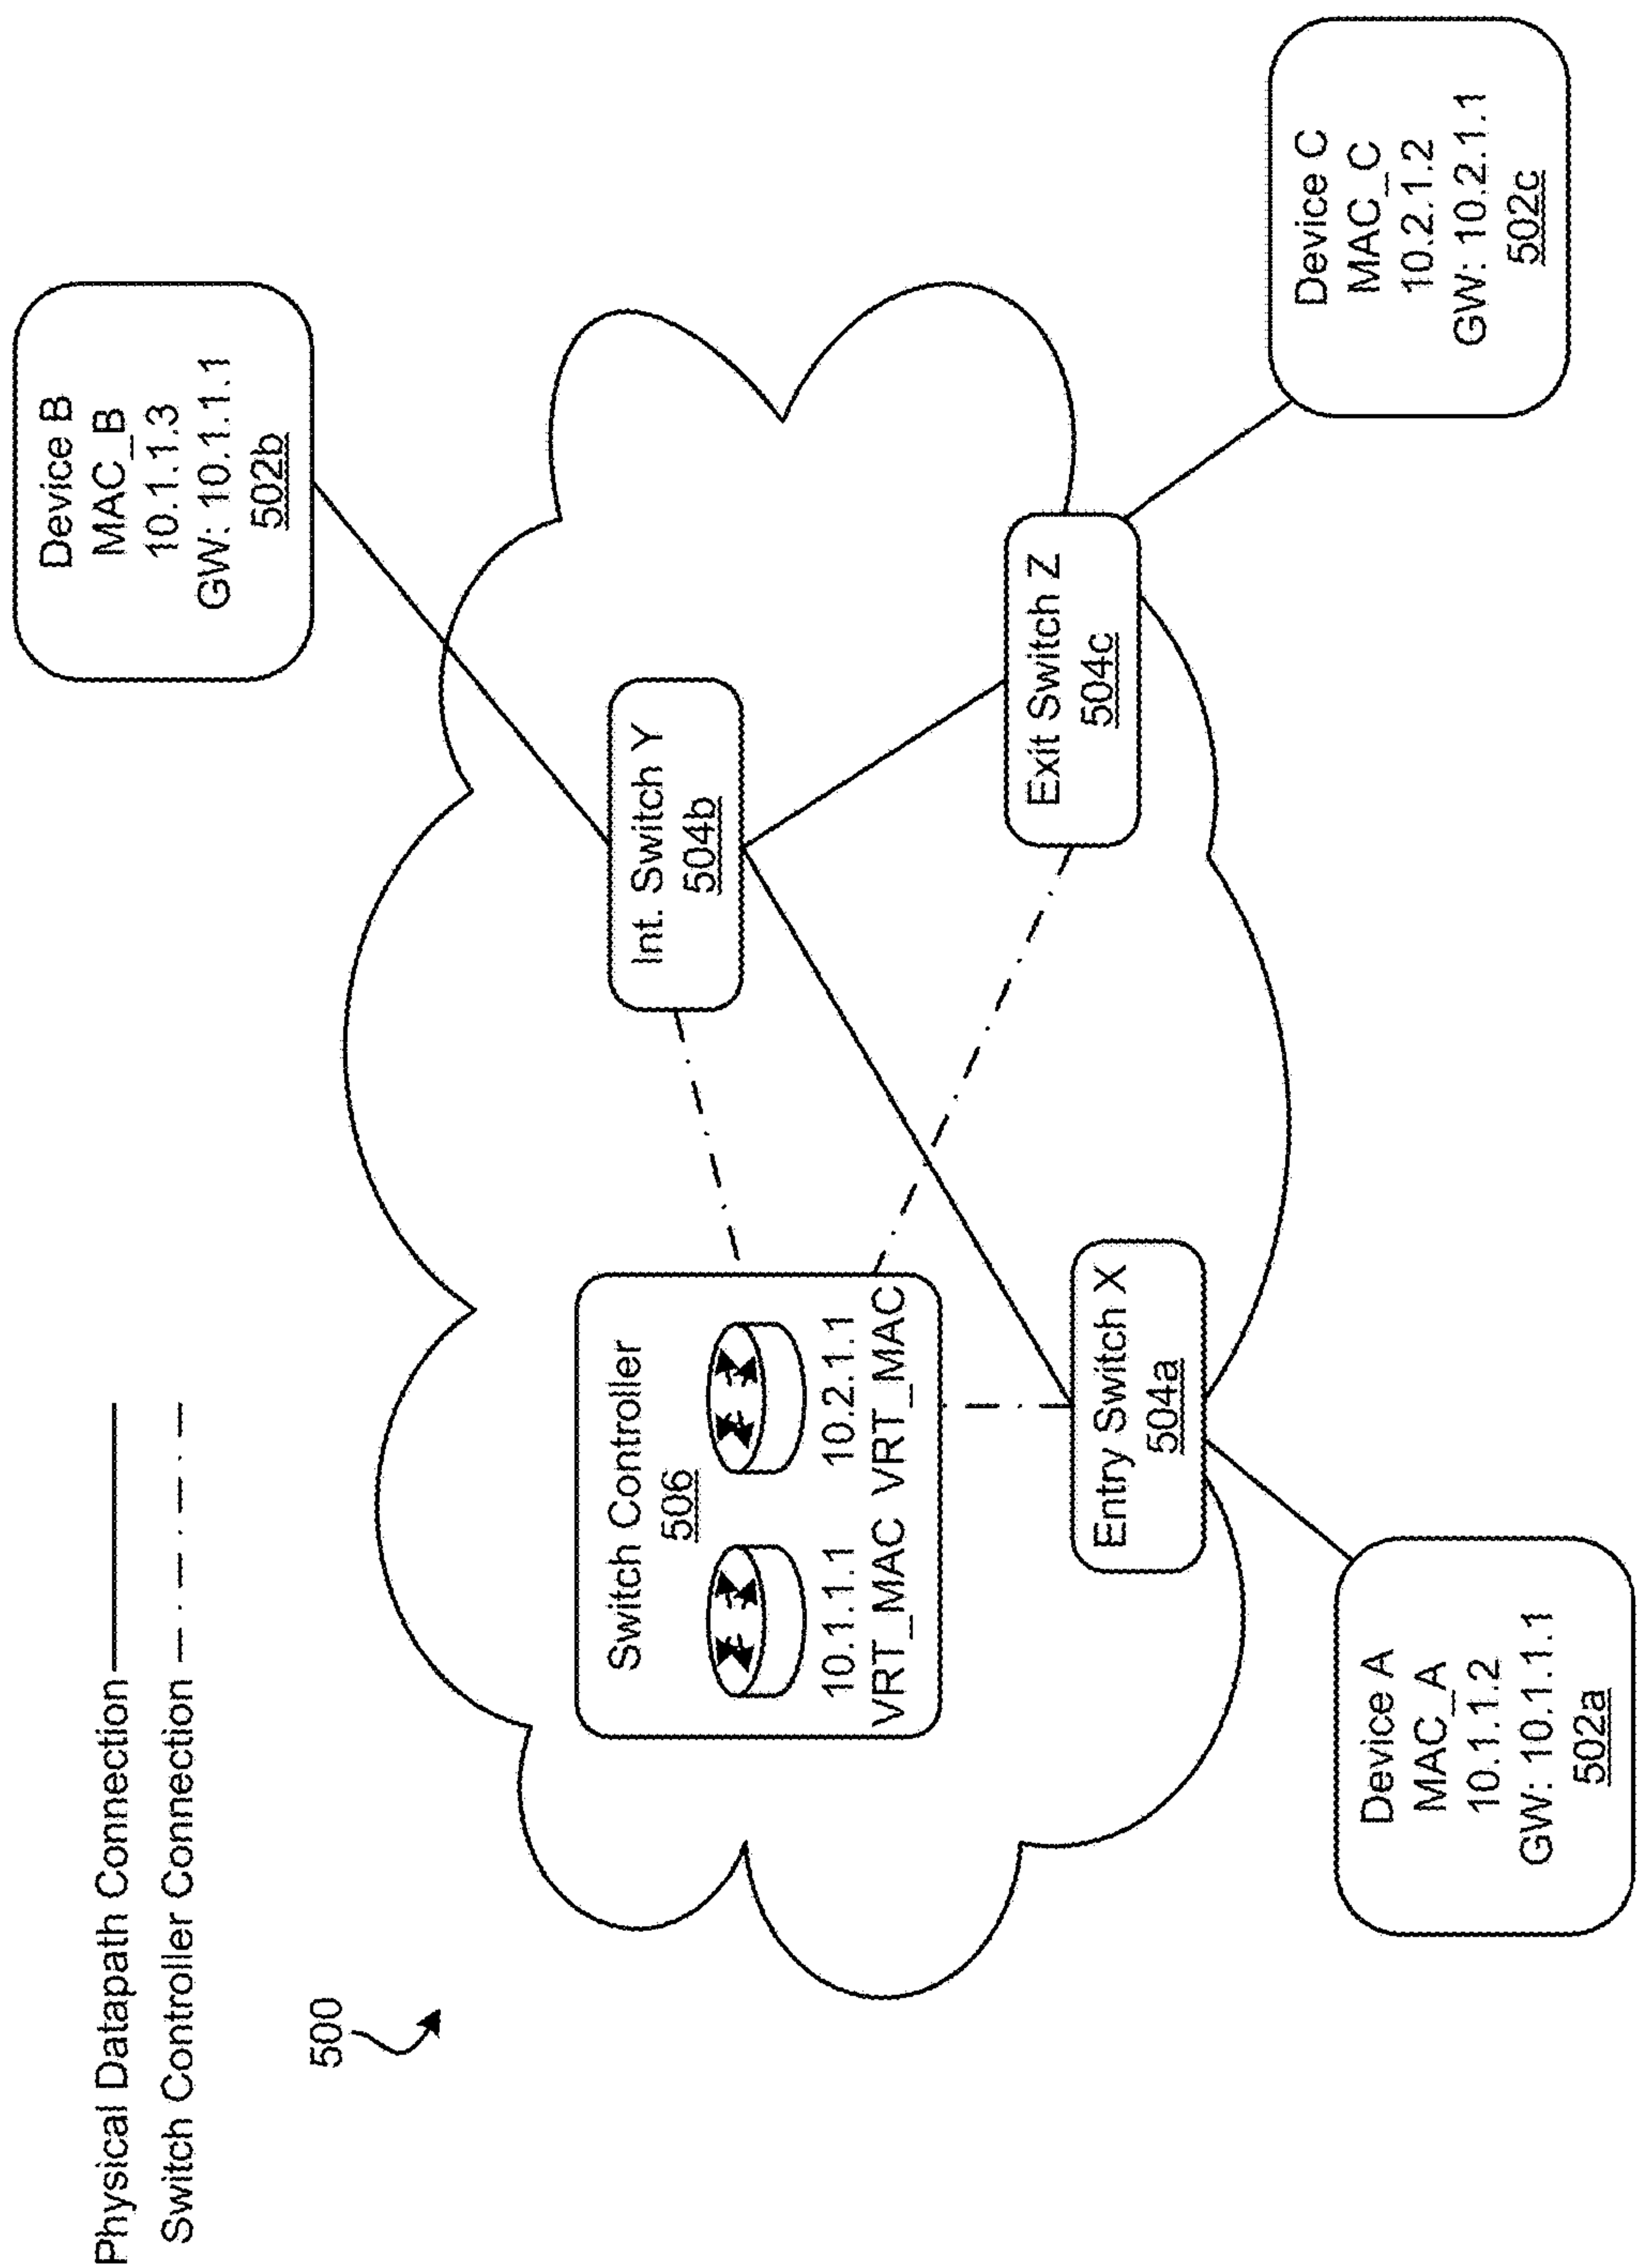 Physical Datapath Connection
Switch Controller Connection
500
Device B
MAC_B
10.1.1.3
GW: 10.1.1.1
502b
Switch Controller
506
10.1.1.1 10.2.1.1
VRT_MAC VRT_MAC
Int. Switch Y
504b
Entry Switch X
504a
Exit Switch Z
504c
Device A
MAC_A
10.1.1.2
GW: 10.1.1.1
502a
Device C
MAC_C
10.2.1.2
GW: 10.2.1.1
502c